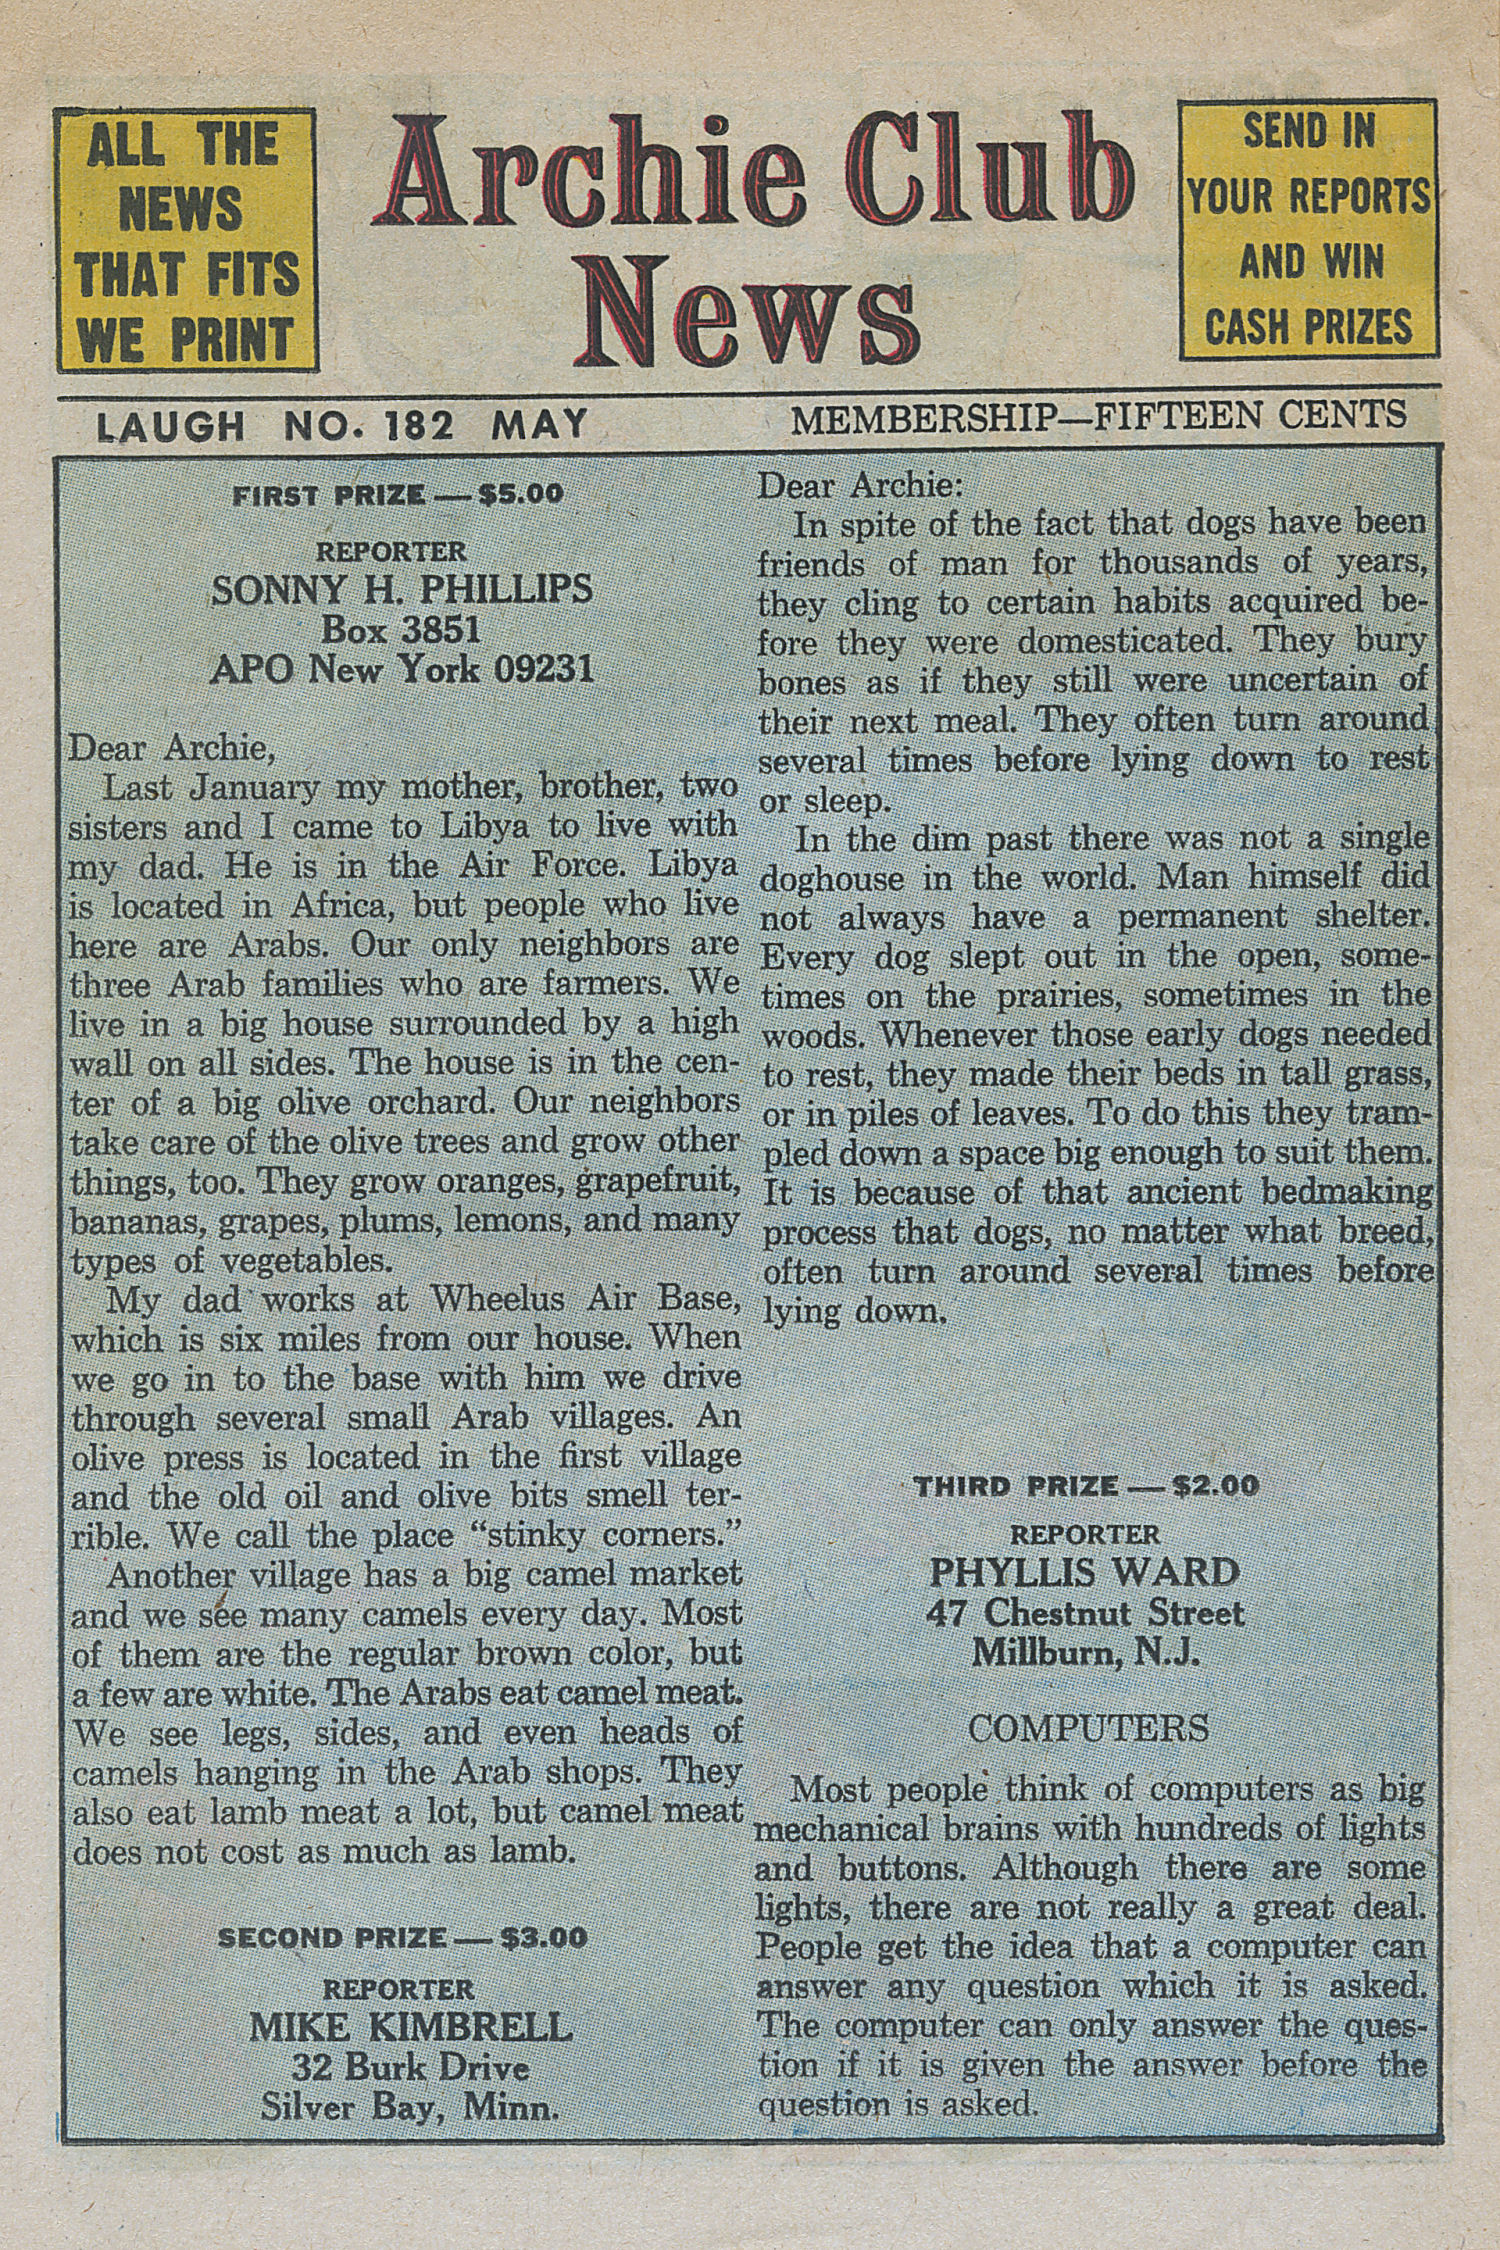 ALL THE
NEWS
THAT FITS
WE PRINT
Archie Club
News
SEND IN
YOUR REPORTS
AND WIN
CASH PRIZES
LAUGH NO. 182 MAY
MEMBERSHIP—FIFTEEN CENTS
FIRST PRIZE — $5.00
REPORTER
SONNY H. PHILLIPS
Box 3851
APO New York 09231
Dear Archie,
Last January my mother, brother, two
sisters and I came to Libya to live with
my dad. He is in the Air Force. Libya
is located in Africa, but people who live
here are Arabs. Our only neighbors are
three Arab families who are farmers. We
live in a big house surrounded by a high
wall on all sides. The house is in the cen-
ter of a big olive orchard. Our neighbors
take care of the olive trees and grow other
things, too. They grow oranges, grapefruit,
bananas, grapes, plums, lemons, and many
types of vegetables.
My dad works at Wheelus Air Base,
which is six miles from our house. When
we go in to the base with him we drive
through several small Arab villages. An
olive press is located in the first village
and the old oil and olive bits smell ter-
rible. We call the place “stinky corners.”
Another village has a big camel market
and we see many camels every day. Most
of them are the regular brown color, but
a few are white. The Arabs eat camel meat.
We see legs, sides, and even heads of
camels hanging in the Arab shops. They
also eat lamb meat a lot, but camel meat
does not cost as much as lamb.
SECOND PRIZE — $3.00
REPORTER
MIKE KIMBRELL
32 Burk Drive
Silver Bay, Minn.
Dear Archie:
In spite of the fact that dogs have been
friends of man for thousands of years,
they cling to certain habits acquired be-
fore they were domesticated. They bury
bones as if they still were uncertain of
their next meal. They often turn around
several times before lying down to rest
or sleep.
In the dim past there was not a single
doghouse in the world. Man himself did
not always have a permanent shelter.
Every dog slept out in the open, some-
times on the prairies, sometimes in the
woods. Whenever those early dogs needed
to rest, they made their beds in tall grass,
or in piles of leaves. To do this they tram-
pled down a space big enough to suit them.
It is because of that ancient bedmaking
process that dogs, no matter what breed,
often turn around several times before
lying down.
THIRD PRIZE — $2.00
REPORTER
PHYLLIS WARD
47 Chestnut Street
Millburn, N.J.
COMPUTERS
Most people think of computers as big
mechanical brains with hundreds of lights
and buttons. Although there are some
lights, there are not really a great deal.
People get the idea that a computer can
answer any question which it is asked.
The computer can only answer the ques-
tion if it is given the answer before the
question is asked.